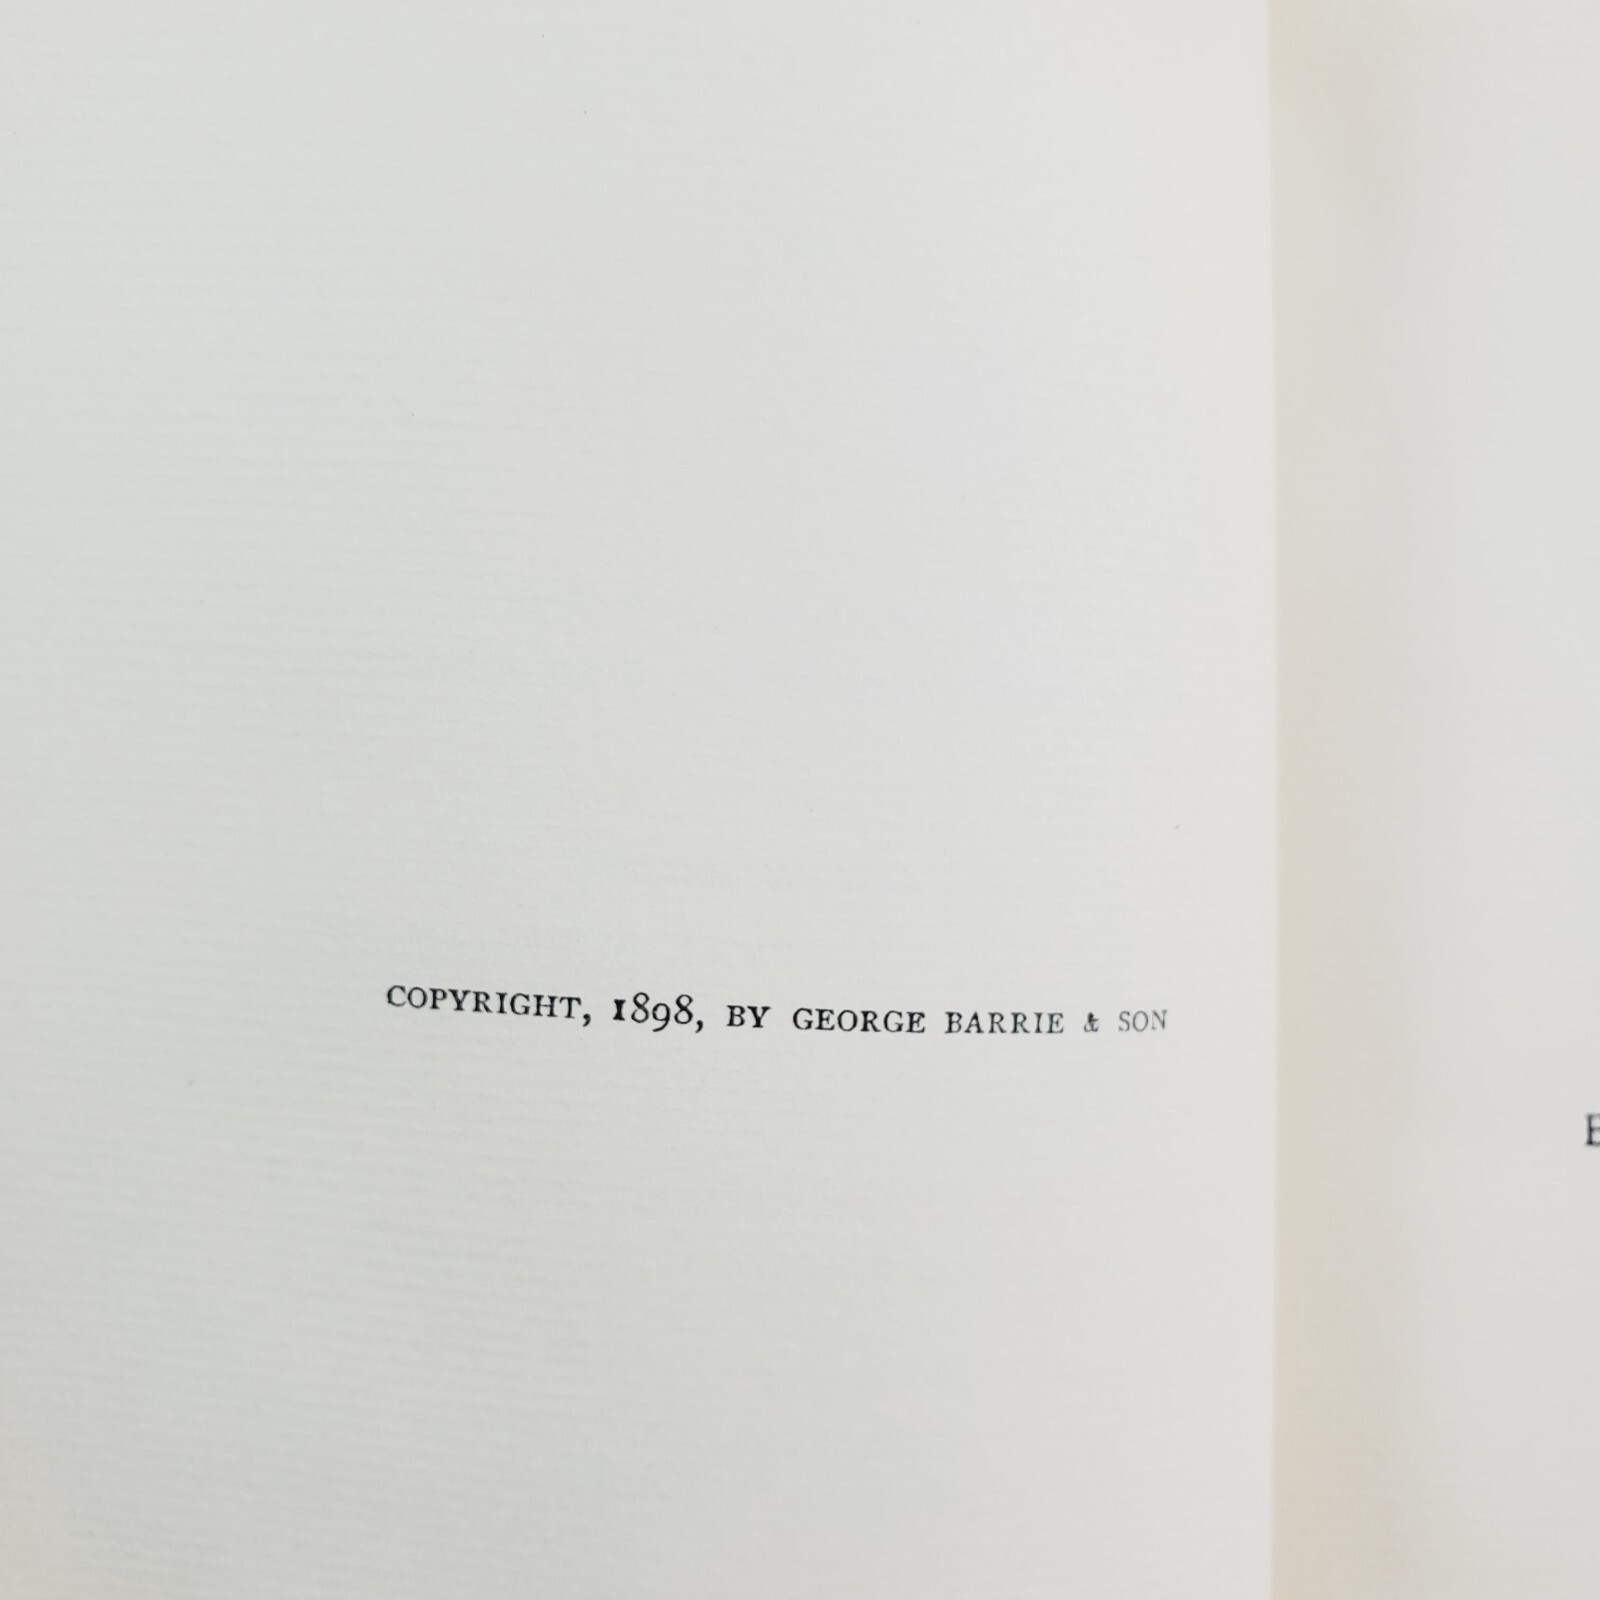 COPYRIGHT, 1898, BY GEORGE BARRIE & SON
E